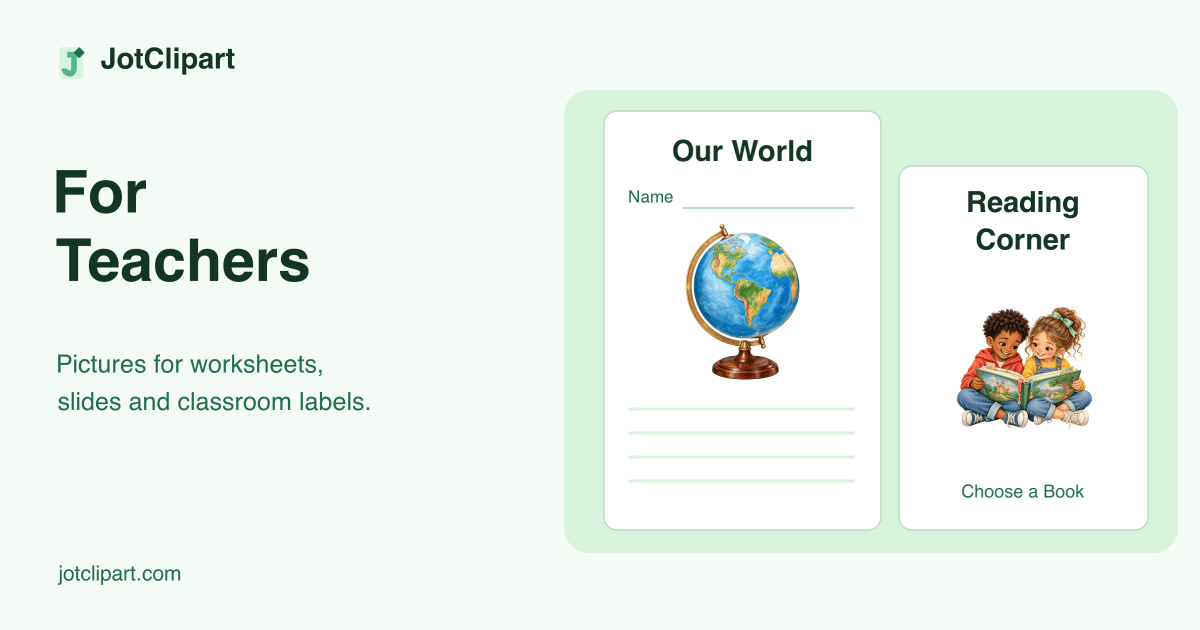 JotClipart
For
Teachers
Pictures for worksheets,
slides and classroom labels.
jotclipart.com
Our World
Name
Reading
Corner
Choose a Book